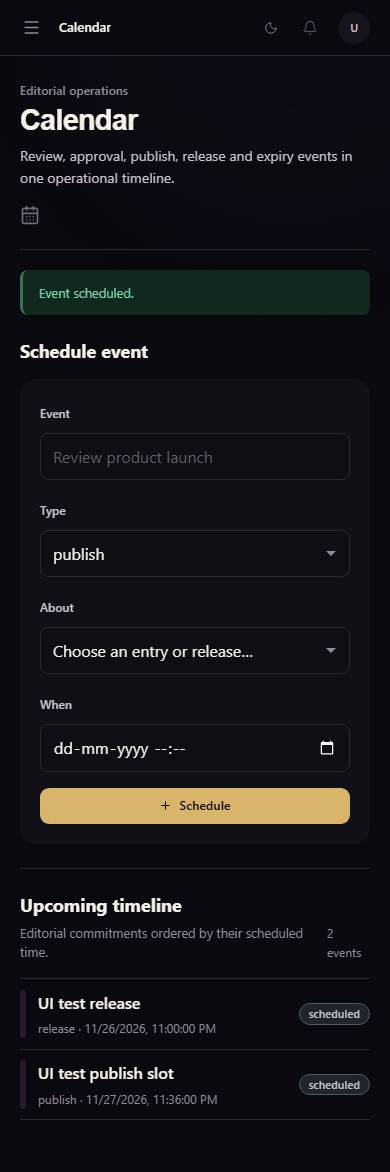 Calendar
U
Editorial operations
Calendar
Review, approval, publish, release and expiry events in
one operational timeline.
Event scheduled.
Schedule event
Event
Review product launch
Type
publish
About
Choose an entry or release...
When
dd-mm-yyyy --:--
+ Schedule
Upcoming timeline
Editorial commitments ordered by their scheduled
time.
2
events
UI test release
release · 11/26/2026, 11:00:00 PM
scheduled
UI test publish slot
publish · 11/27/2026, 11:36:00 PM
scheduled